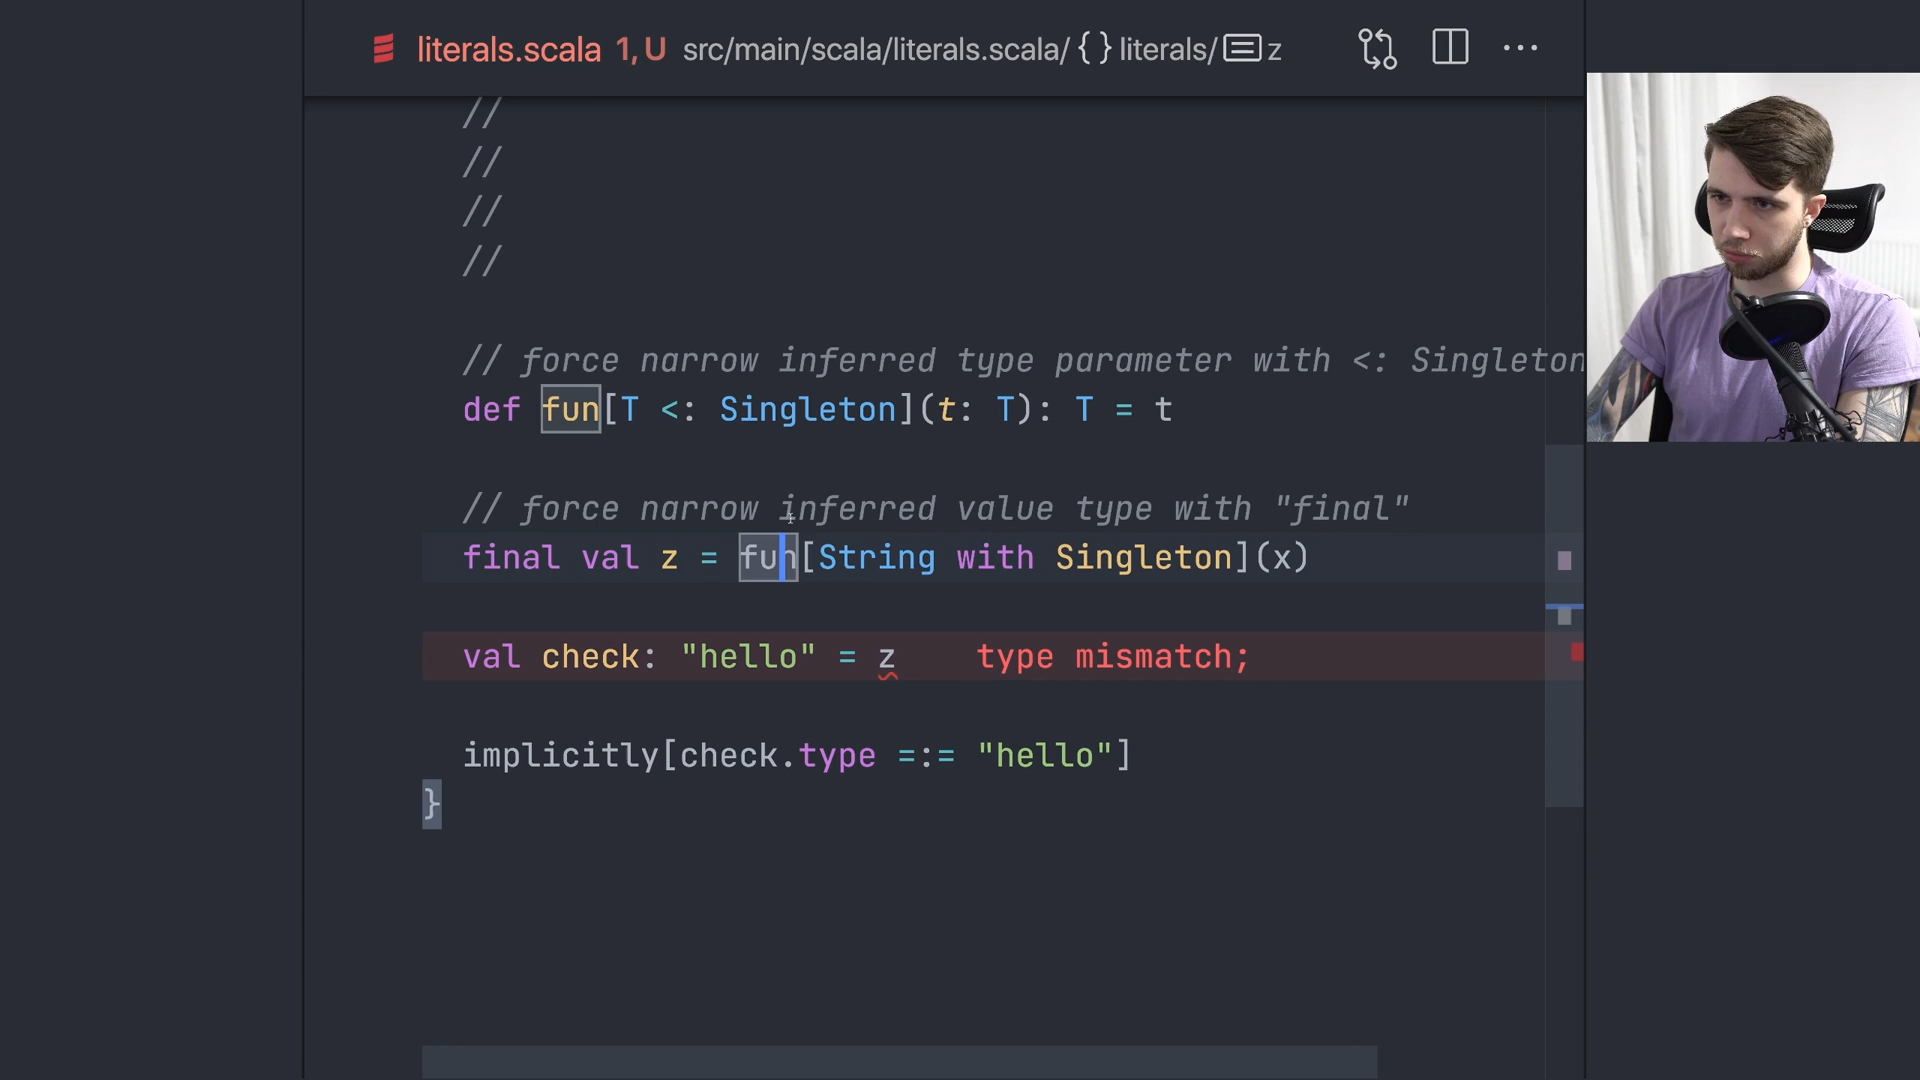 literals.scala 1, U src/main/scala/literals.scala/ {} literals/ z
//
//
//
//
// force narrow inferred type parameter with <: Singleton
def fun[T <: Singleton](t: T): T = t
// force narrow inferred value type with "final"
final val z = fun[String with Singleton](x)
val check: "hello" = z    type mismatch;
implicitly[check.type =:= "hello"]
}